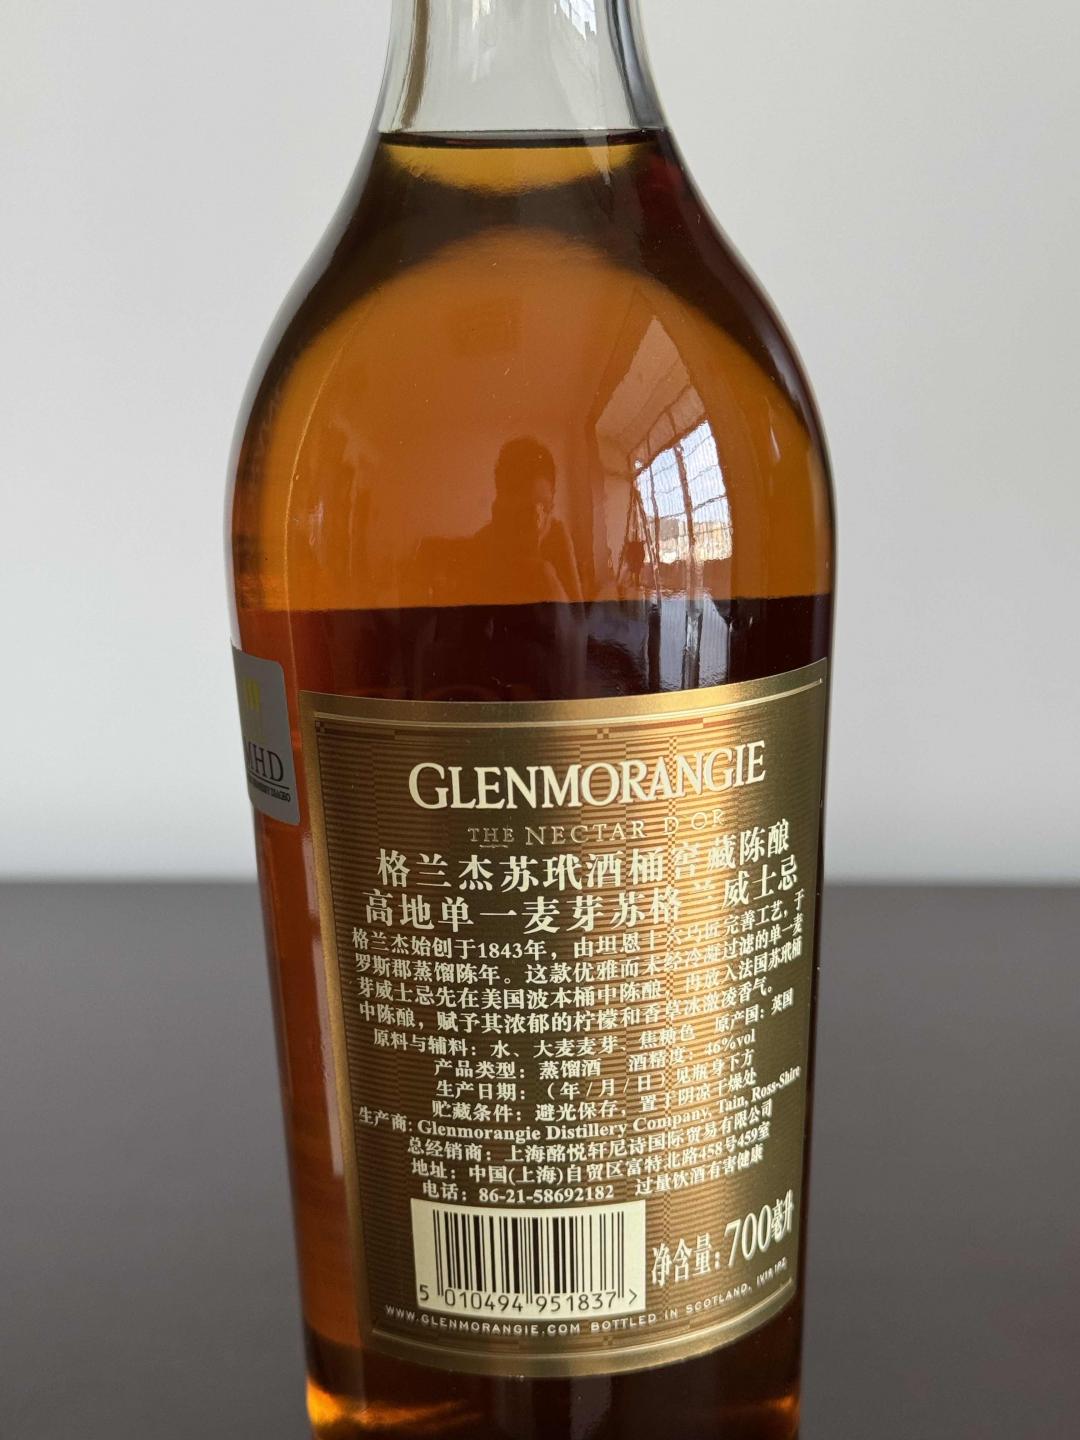 MHD
GLENMORANGIE
THE NECTAR D'OR
格兰杰苏玳酒桶窖藏陈酿
高地单一麦芽苏格兰威士忌
格兰杰始创于1843年，由坦恩十六马匠完善工艺，于
罗斯郡蒸馏陈年。这款优雅而未经冷凝过滤的单一麦
芽威士忌先在美国波本桶中陈酿，再放入法国苏玳桶
中陈酿，赋予其浓郁的柠檬和香草冰激凌香气。
原料与辅料：水、大麦麦芽、焦糖色 原产国：英国
产品类型：蒸馏酒 酒精度：46%vol
生产日期：（年/月/日）见瓶身下方
贮藏条件：避光保存，置于阴凉干燥处
生产商: Glenmorangie Distillery Company, Tain, Ross-Shire
总经销商：上海酩悦轩尼诗国际贸易有限公司
地址：中国(上海)自贸区富特北路458号459室
电话：86-21-58692182 过量饮酒有害健康
净含量: 700毫升
5 010494 951837 >
WWW.GLENMORANGIE.COM BOTTLED IN SCOTLAND, IV19 1PZ